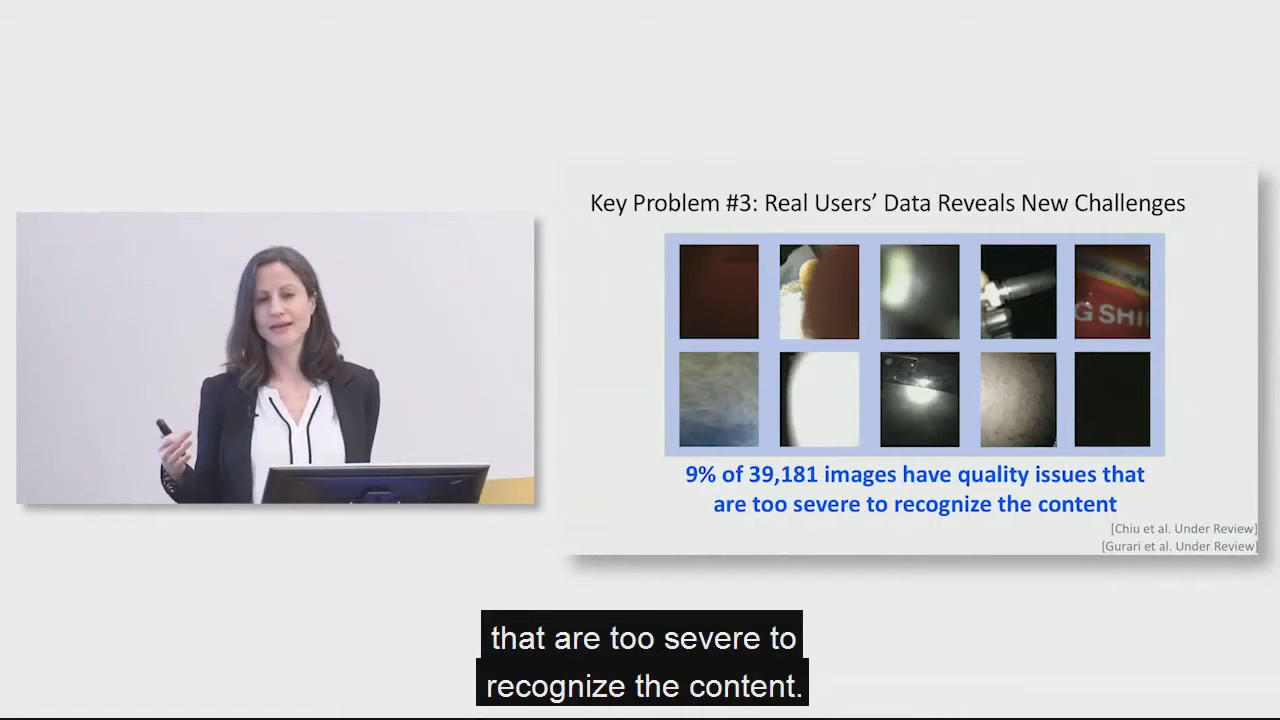 Key Problem #3: Real Users’ Data Reveals New Challenges
G SHI
9% of 39,181 images have quality issues that
are too severe to recognize the content
[Chiu et al. Under Review]
[Gurari et al. Under Review]
that are too severe to
recognize the content.